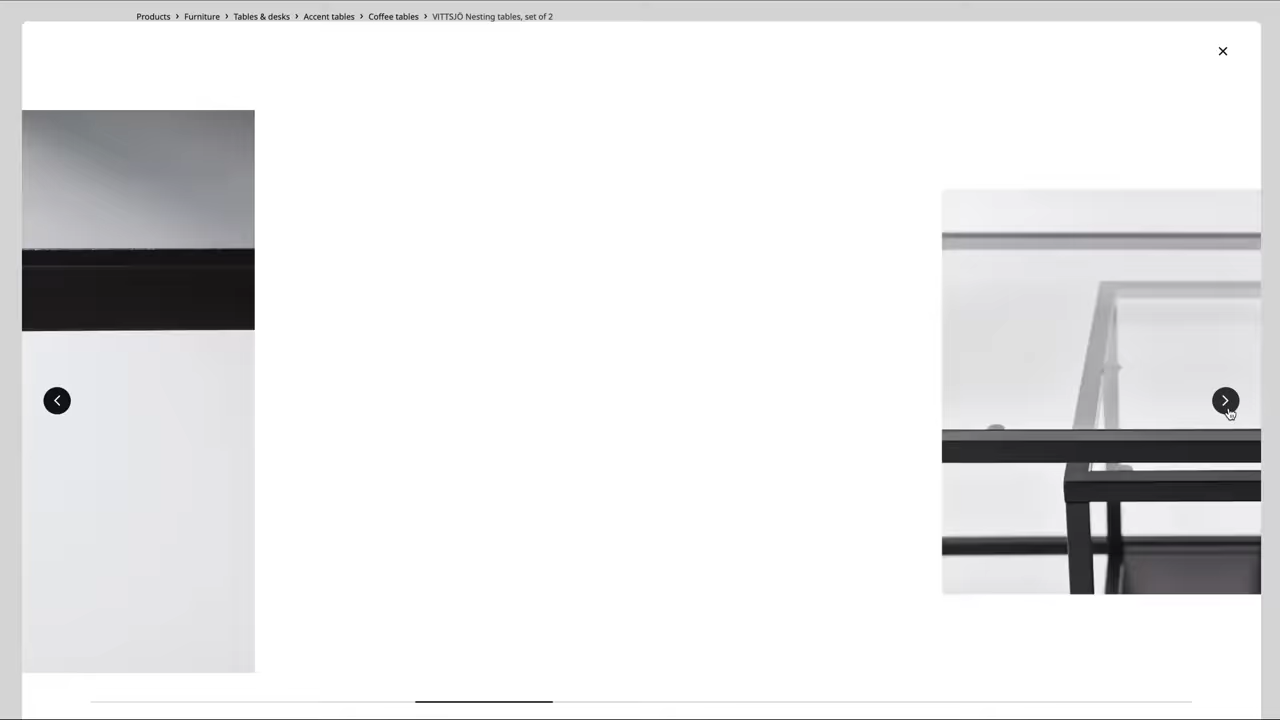 Products › Furniture › Tables & desks › Accent tables › Coffee tables › VITTSJÖ Nesting tables, set of 2